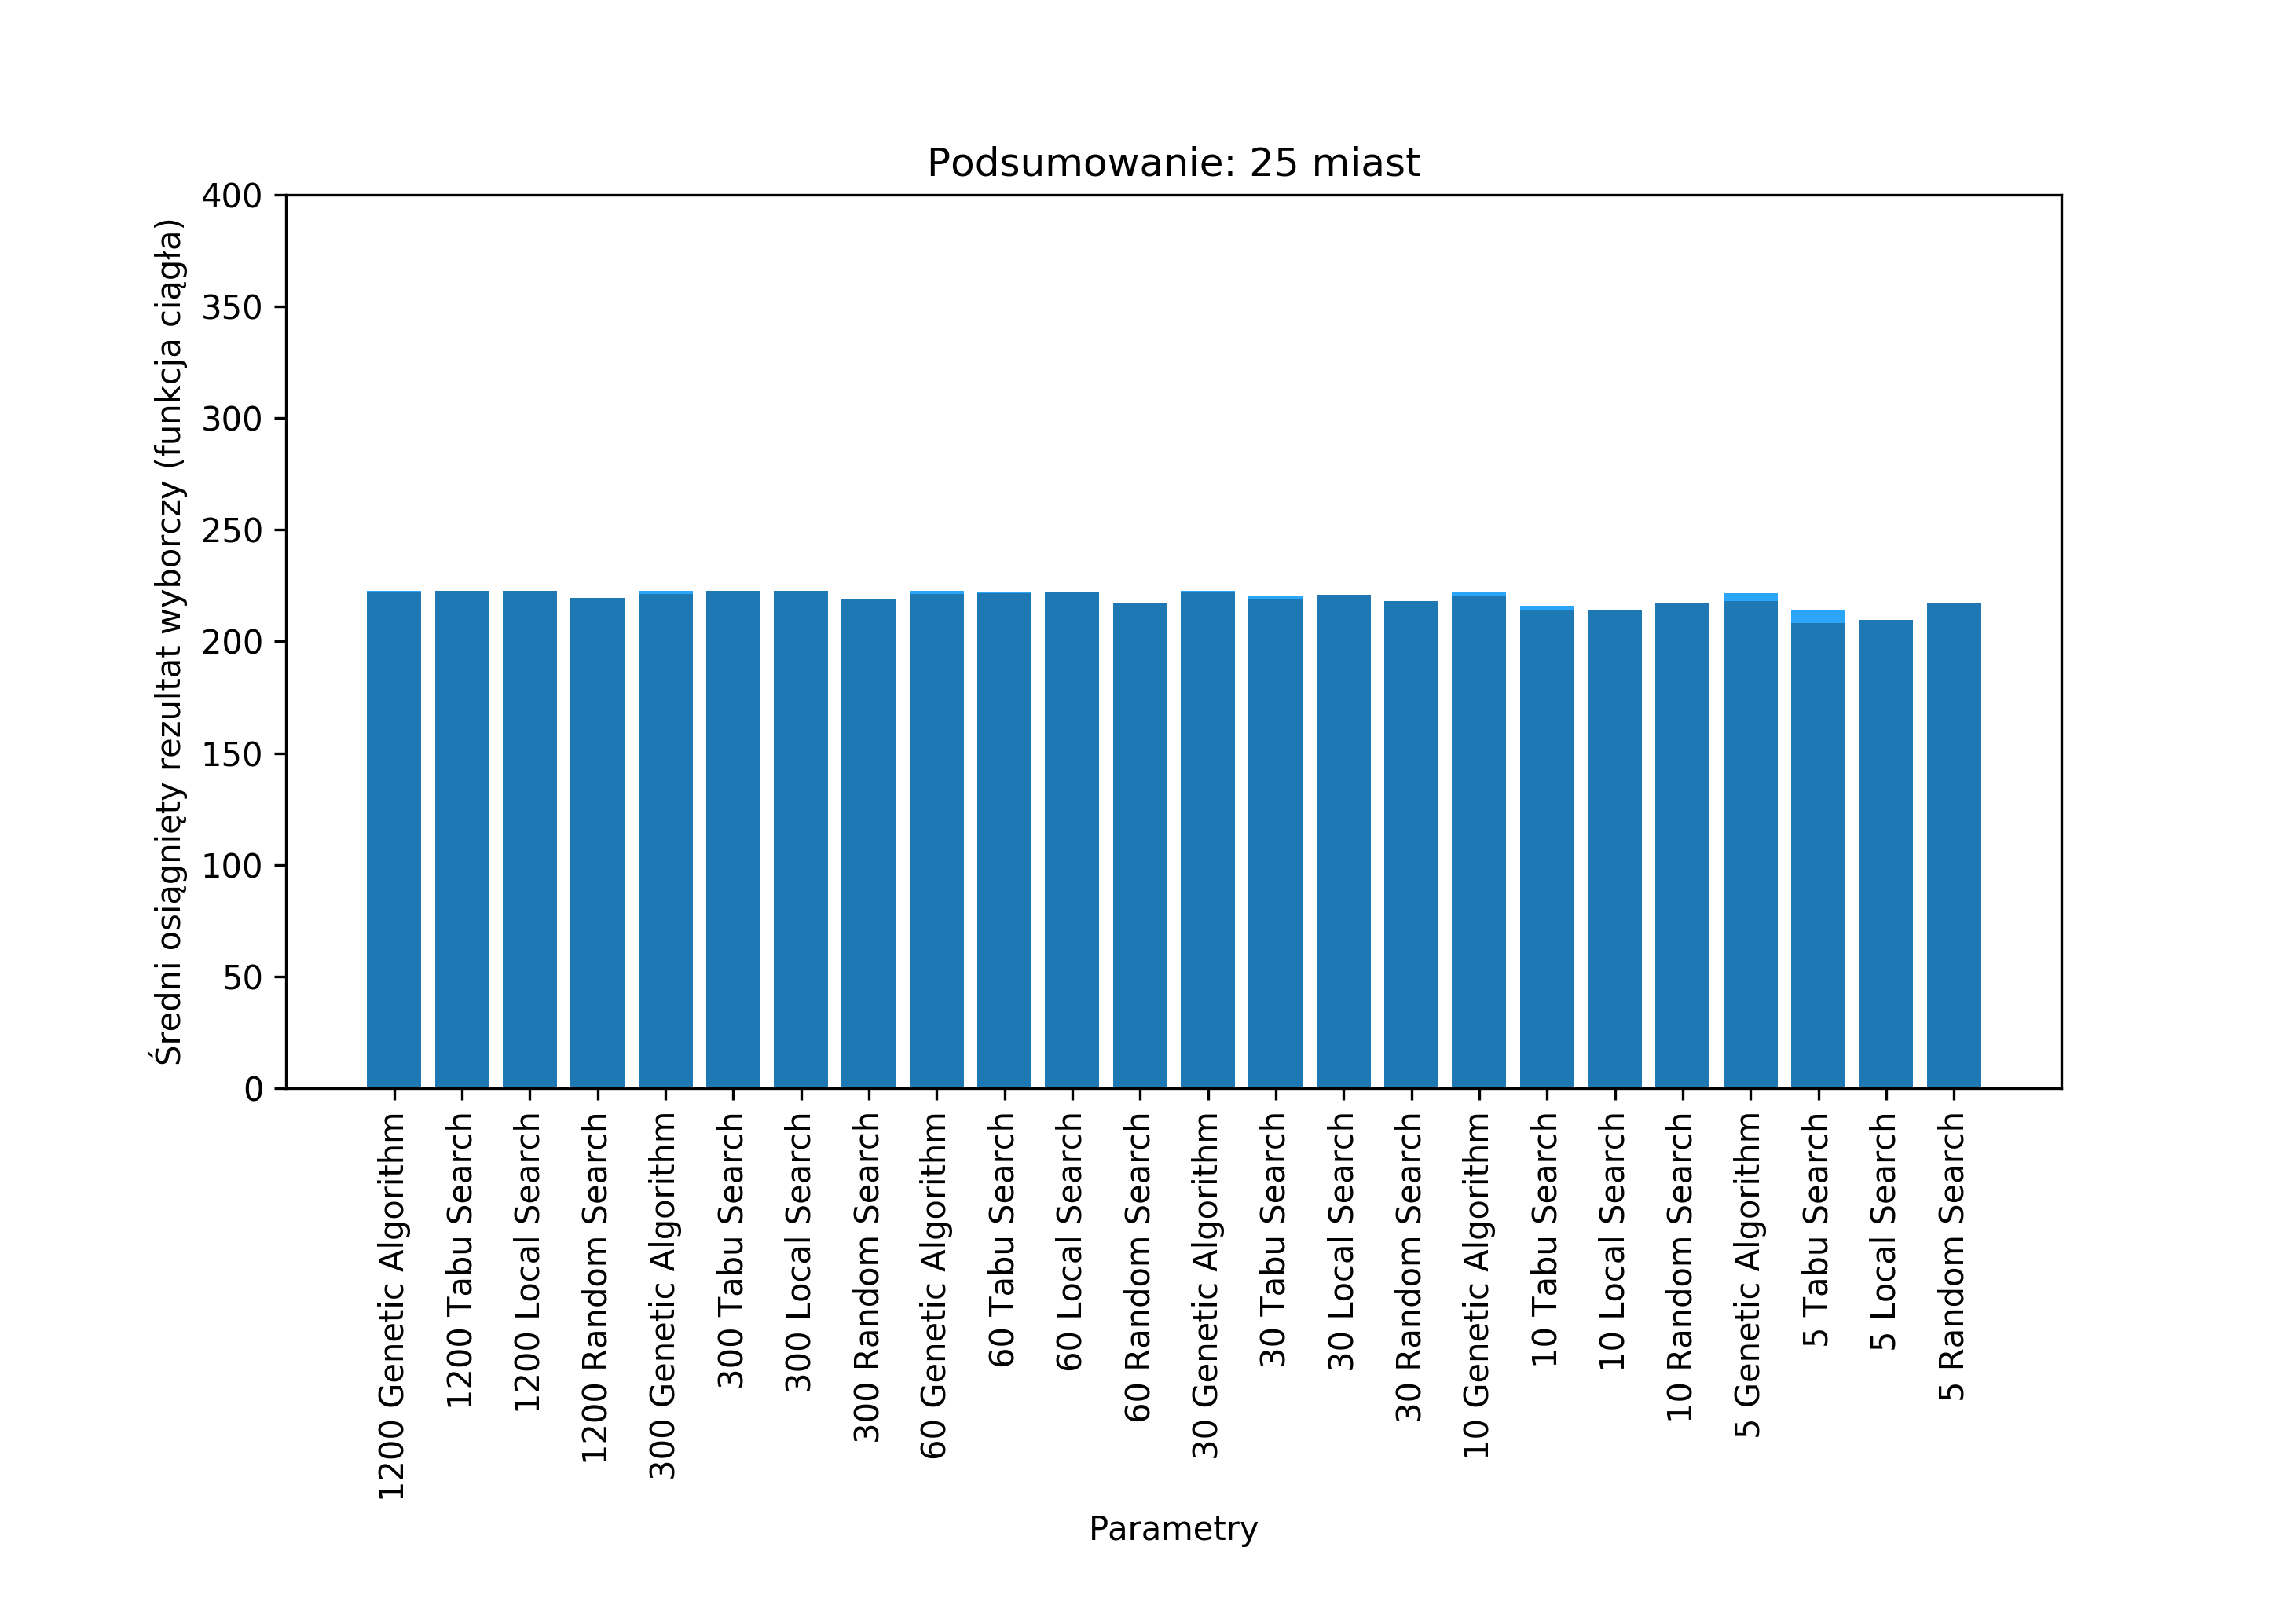 Podsumowanie: 25 miast
Średni osiągnięty rezultat wyborczy (funkcja ciągła)
400
350
300
250
200
150
100
50
0
1200 Genetic Algorithm
1200 Tabu Search
1200 Local Search
1200 Random Search
300 Genetic Algorithm
300 Tabu Search
300 Local Search
300 Random Search
60 Genetic Algorithm
60 Tabu Search
60 Local Search
60 Random Search
30 Genetic Algorithm
30 Tabu Search
30 Local Search
30 Random Search
10 Genetic Algorithm
10 Tabu Search
10 Local Search
10 Random Search
5 Genetic Algorithm
5 Tabu Search
5 Local Search
5 Random Search
Parametry